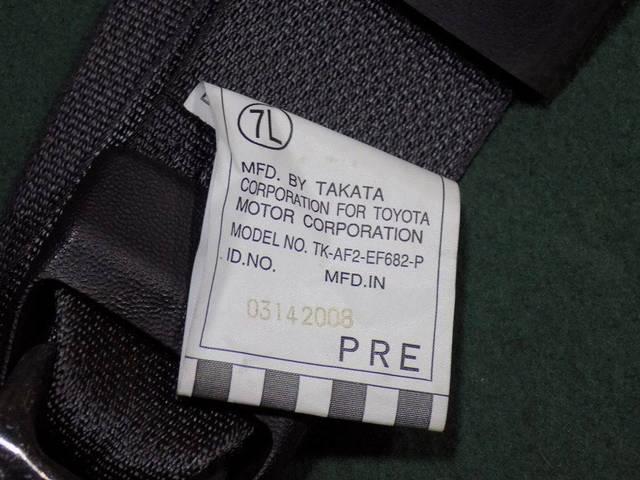 7L
MFD. BY TAKATA
CORPORATION FOR TOYOTA
MOTOR CORPORATION
MODEL NO. TK-AF2-EF682-P
ID.NO. MFD.IN
03142008
PRE